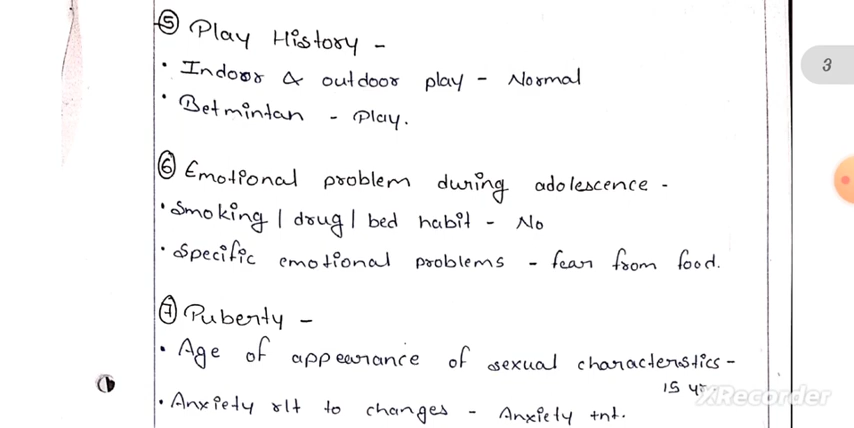 ⑤ Play History -
• Indoor & outdoor play - Normal
• Betmintan - Play.
⑥ Emotional problem during adolescence -
• Smoking / drug / bed habit - No
• Specific emotional problems - fear from food.
⑦ Puberty -
• Age of appearance of sexual characteristics -
15
• Anxiety rlt to changes - Anxiety +nt.
3
XRecorder